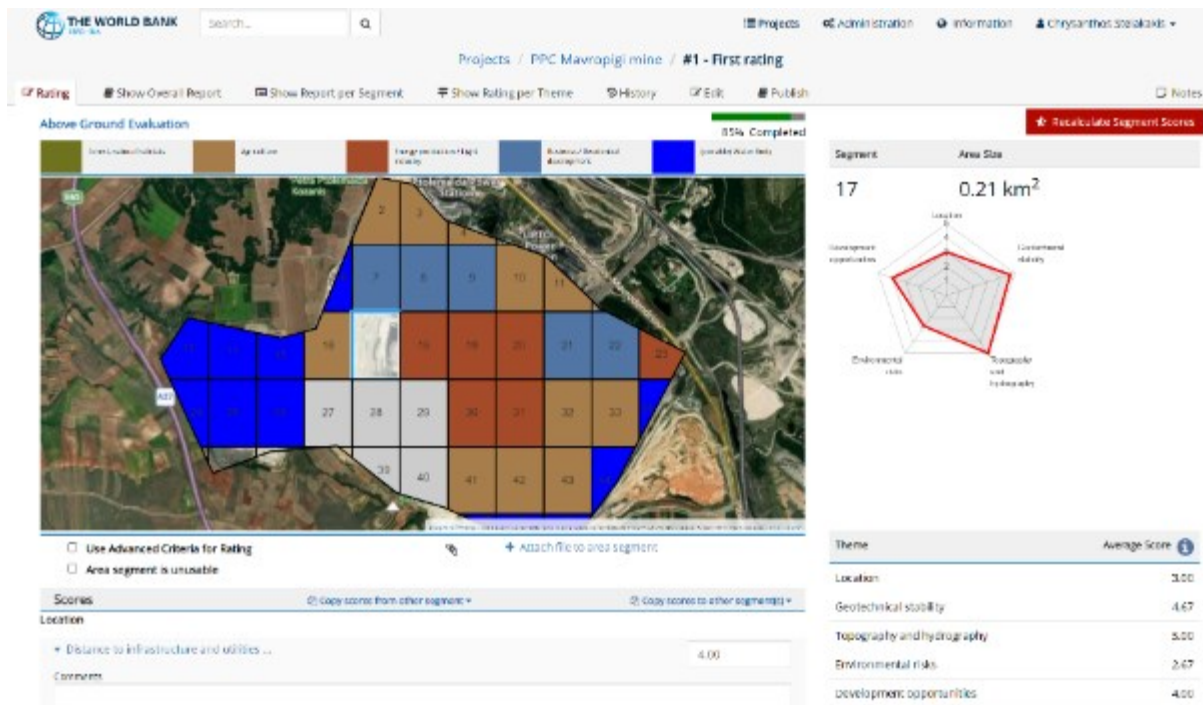 THE WORLD BANK
Search...
Projects
Administration
Information
Chrysanthos Stelakakis
Projects / PPC Mavropigi mine / #1 - First rating
Rating
Show Overall Report
Show Report per Segment
Show Rating per Theme
History
Edit
Publish
Notes
Above Ground Evaluation
85% Completed
Recalculate Segment Scores
Agriculture
Segment
Area Size
17
0.21 km²
Location
Geotechnical stability
Topography and hydrography
Environmental risks
Development opportunities
2
3
7
8
9
10
11
16
19
20
21
22
23
27
28
29
30
31
32
33
39
40
41
42
43
Use Advanced Criteria for Rating
Attach file to area segment
Area segment is unusable
Scores
Copy scores from other segment
Copy scores to other segment(s)
Location
Distance to infrastructure and utilities ...
4.00
Comments
Theme
Average Score
Location
3.00
Geotechnical stability
4.67
Topography and hydrography
5.00
Environmental risks
2.67
Development opportunities
4.00